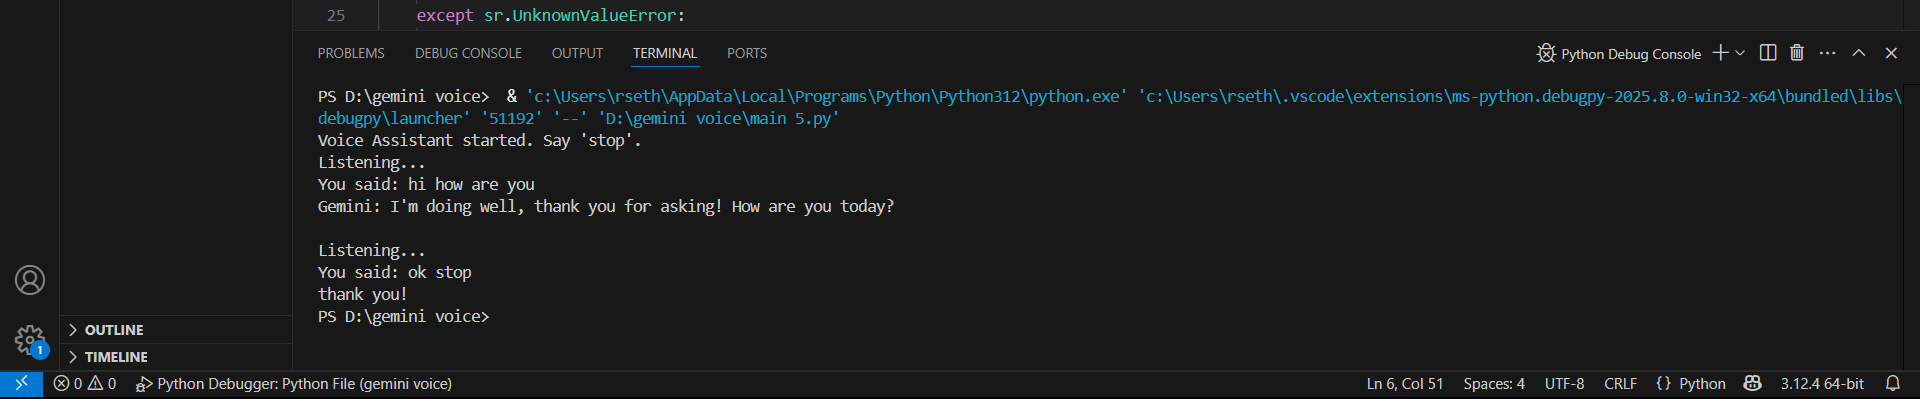 25 except sr.UnknownValueError:
PROBLEMS DEBUG CONSOLE OUTPUT TERMINAL PORTS
Python Debug Console
PS D:\gemini voice>  & 'c:\Users\rseth\AppData\Local\Programs\Python\Python312\python.exe' 'c:\Users\rseth\.vscode\extensions\ms-python.debugpy-2025.8.0-win32-x64\bundled\libs\
debugpy\launcher' '51192' '--' 'D:\gemini voice\main 5.py'
Voice Assistant started. Say 'stop'.
Listening...
You said: hi how are you
Gemini: I'm doing well, thank you for asking! How are you today?
Listening...
You said: ok stop
thank you!
PS D:\gemini voice>
OUTLINE
1
TIMELINE
0 0 Python Debugger: Python File (gemini voice) Ln 6, Col 51 Spaces: 4 UTF-8 CRLF {} Python 3.12.4 64-bit